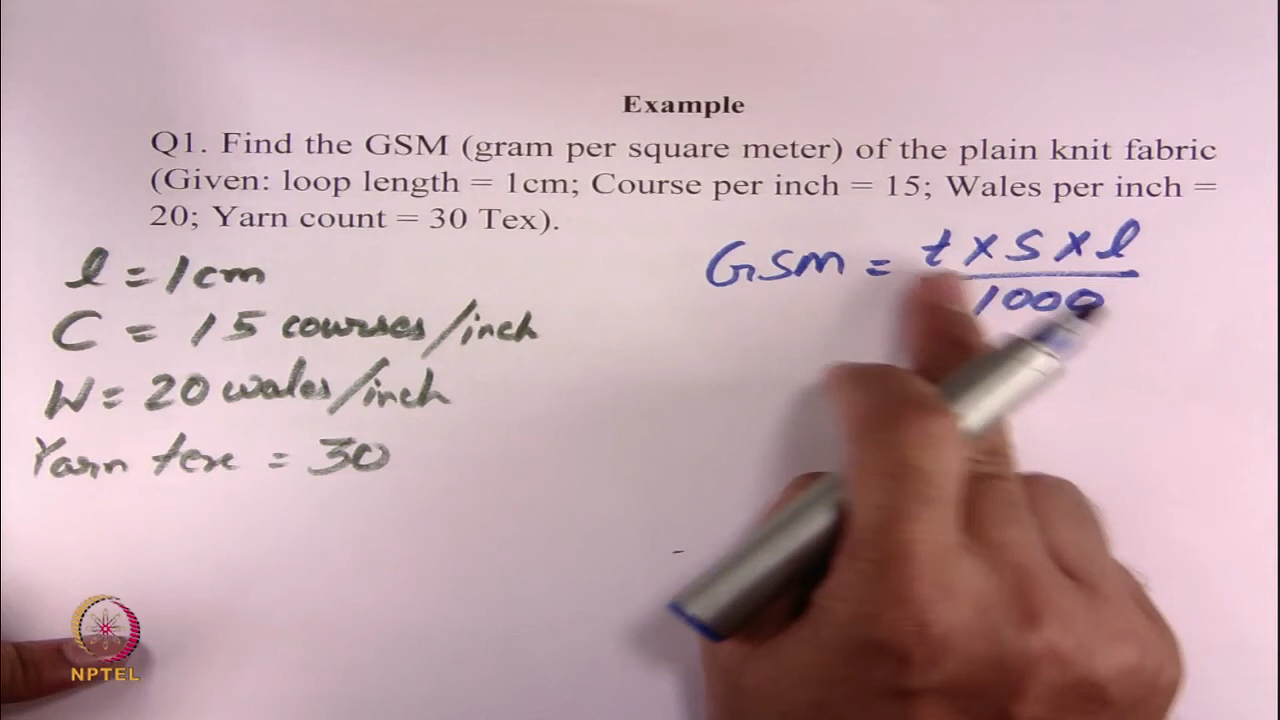 Example
Q1. Find the GSM (gram per square meter) of the plain knit fabric
(Given: loop length = 1cm; Course per inch = 15; Wales per inch =
20; Yarn count = 30 Tex).
l = 1 cm
C = 15 courses/inch
W = 20 wales/inch
Yarn tex = 30
GSM = t × S × l
1000
NPTEL